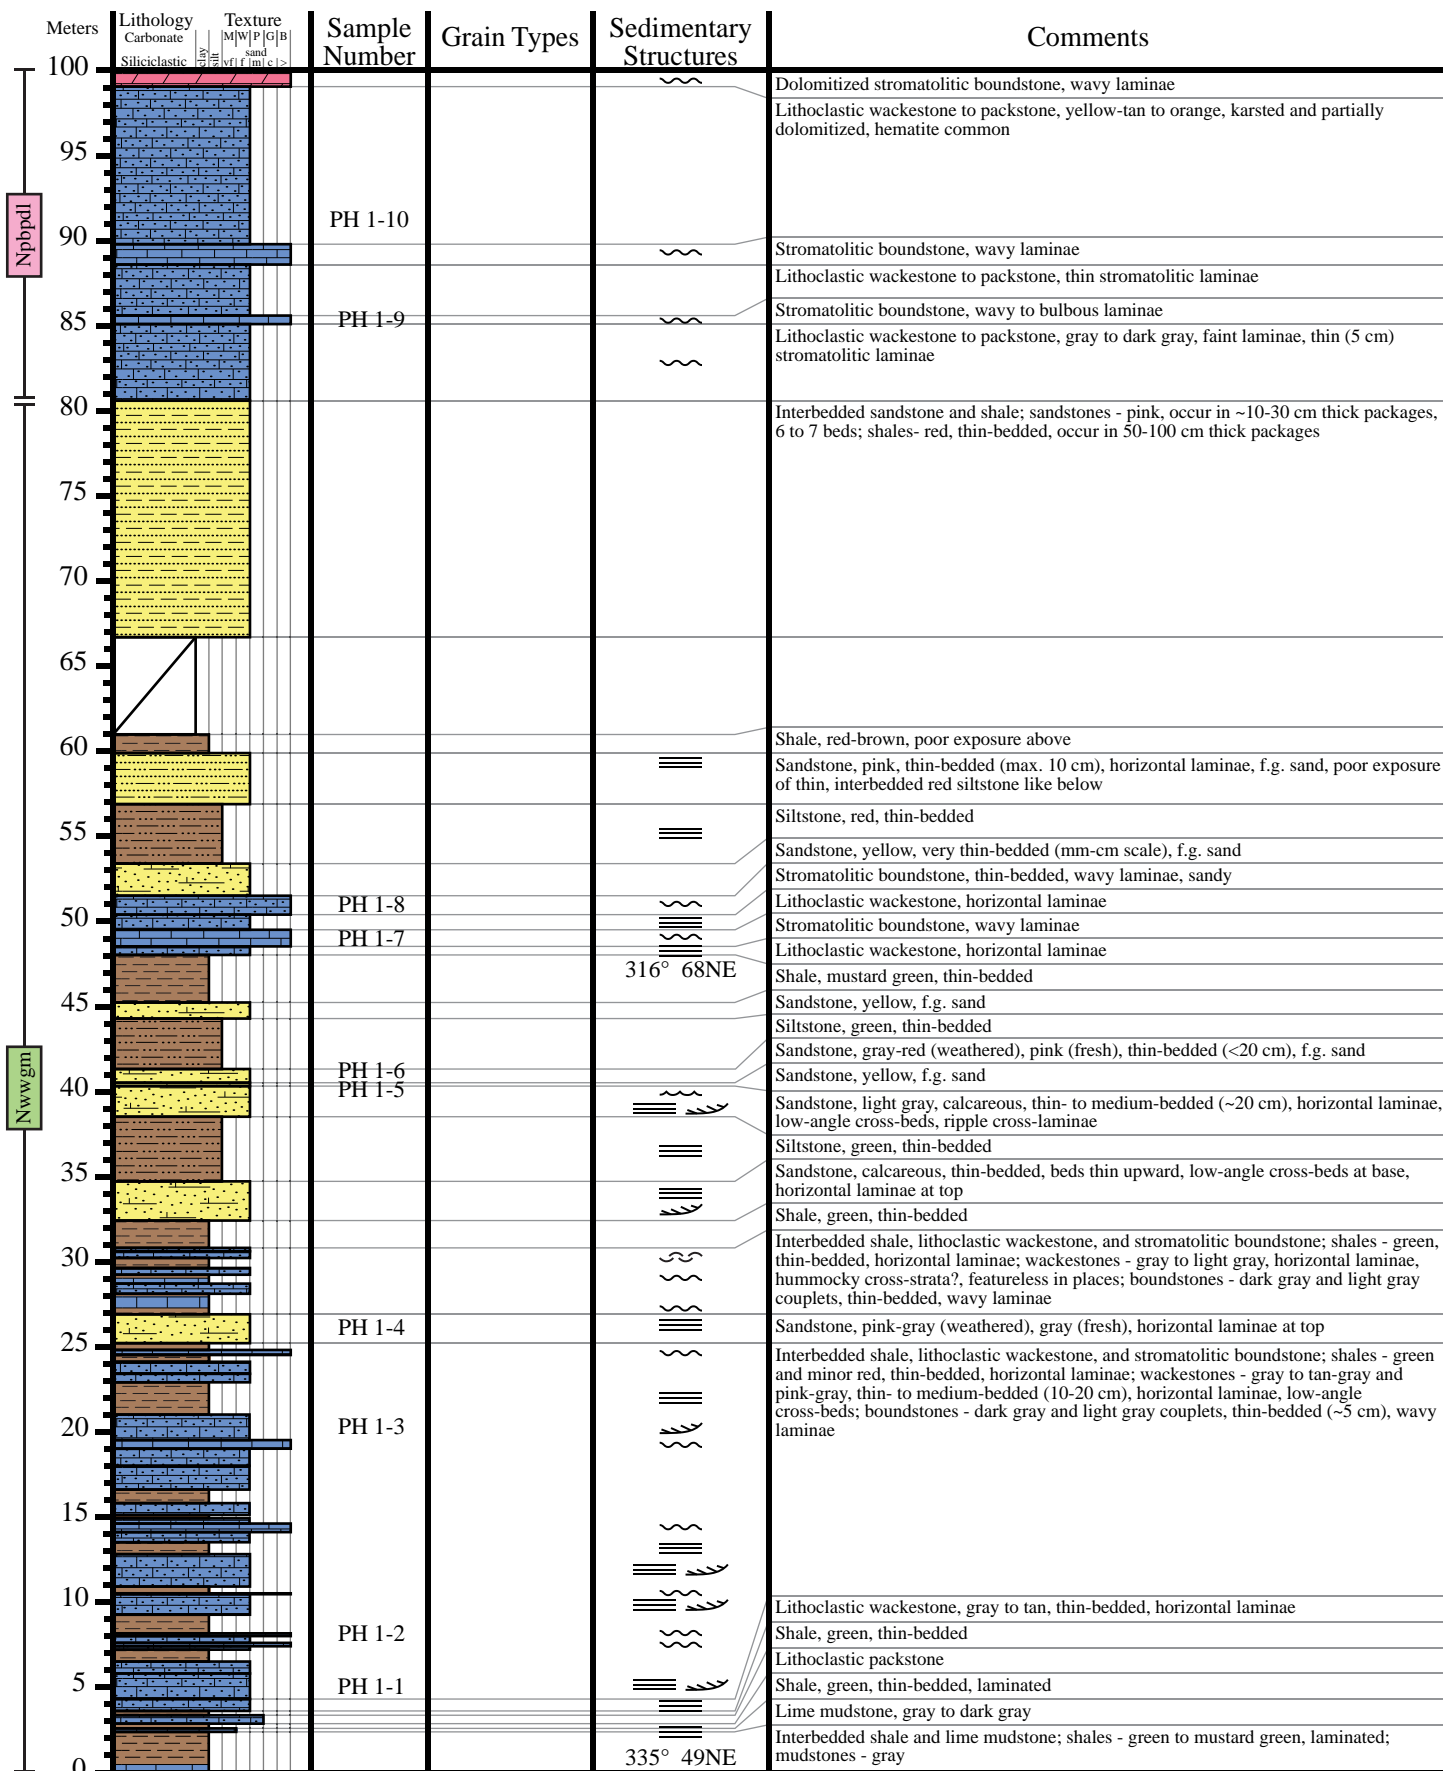 Meters
Lithology Texture
Carbonate
M W P G B
Siliciclastic
clay
silt
sand
vf f m c >
Sample
Number
Grain Types
Sedimentary
Structures
Comments
100
Dolomitized stromatolitic boundstone, wavy laminae
Lithoclastic wackestone to packstone, yellow-tan to orange, karsted and partially
dolomitized, hematite common
95
Npbpdl
PH 1-10
90
Stromatolitic boundstone, wavy laminae
Lithoclastic wackestone to packstone, thin stromatolitic laminae
Stromatolitic boundstone, wavy to bulbous laminae
85
PH 1-9
Lithoclastic wackestone to packstone, gray to dark gray, faint laminae, thin (5 cm)
stromatolitic laminae
80
Interbedded sandstone and shale; sandstones - pink, occur in ~10-30 cm thick packages,
6 to 7 beds; shales- red, thin-bedded, occur in 50-100 cm thick packages
75
70
65
60
Shale, red-brown, poor exposure above
Sandstone, pink, thin-bedded (max. 10 cm), horizontal laminae, f.g. sand, poor exposure
of thin, interbedded red siltstone like below
55
Siltstone, red, thin-bedded
Sandstone, yellow, very thin-bedded (mm-cm scale), f.g. sand
Stromatolitic boundstone, thin-bedded, wavy laminae, sandy
PH 1-8
Lithoclastic wackestone, horizontal laminae
50
Stromatolitic boundstone, wavy laminae
PH 1-7
Lithoclastic wackestone, horizontal laminae
316° 68NE
Shale, mustard green, thin-bedded
45
Sandstone, yellow, f.g. sand
Siltstone, green, thin-bedded
Sandstone, gray-red (weathered), pink (fresh), thin-bedded (<20 cm), f.g. sand
Nwwgm
PH 1-6
Sandstone, yellow, f.g. sand
40
PH 1-5
Sandstone, light gray, calcareous, thin- to medium-bedded (~20 cm), horizontal laminae,
low-angle cross-beds, ripple cross-laminae
Siltstone, green, thin-bedded
35
Sandstone, calcareous, thin-bedded, beds thin upward, low-angle cross-beds at base,
horizontal laminae at top
Shale, green, thin-bedded
30
Interbedded shale, lithoclastic wackestone, and stromatolitic boundstone; shales - green,
thin-bedded, horizontal laminae; wackestones - gray to light gray, horizontal laminae,
hummocky cross-strata?, featureless in places; boundstones - dark gray and light gray
couplets, thin-bedded, wavy laminae
PH 1-4
Sandstone, pink-gray (weathered), gray (fresh), horizontal laminae at top
25
Interbedded shale, lithoclastic wackestone, and stromatolitic boundstone; shales - green
and minor red, thin-bedded, horizontal laminae; wackestones - gray to tan-gray and
pink-gray, thin- to medium-bedded (10-20 cm), horizontal laminae, low-angle
cross-beds; boundstones - dark gray and light gray couplets, thin-bedded (~5 cm), wavy
laminae
20
PH 1-3
15
10
Lithoclastic wackestone, gray to tan, thin-bedded, horizontal laminae
PH 1-2
Shale, green, thin-bedded
Lithoclastic packstone
5
PH 1-1
Shale, green, thin-bedded, laminated
Lime mudstone, gray to dark gray
Interbedded shale and lime mudstone; shales - green to mustard green, laminated;
mudstones - gray
335° 49NE
0